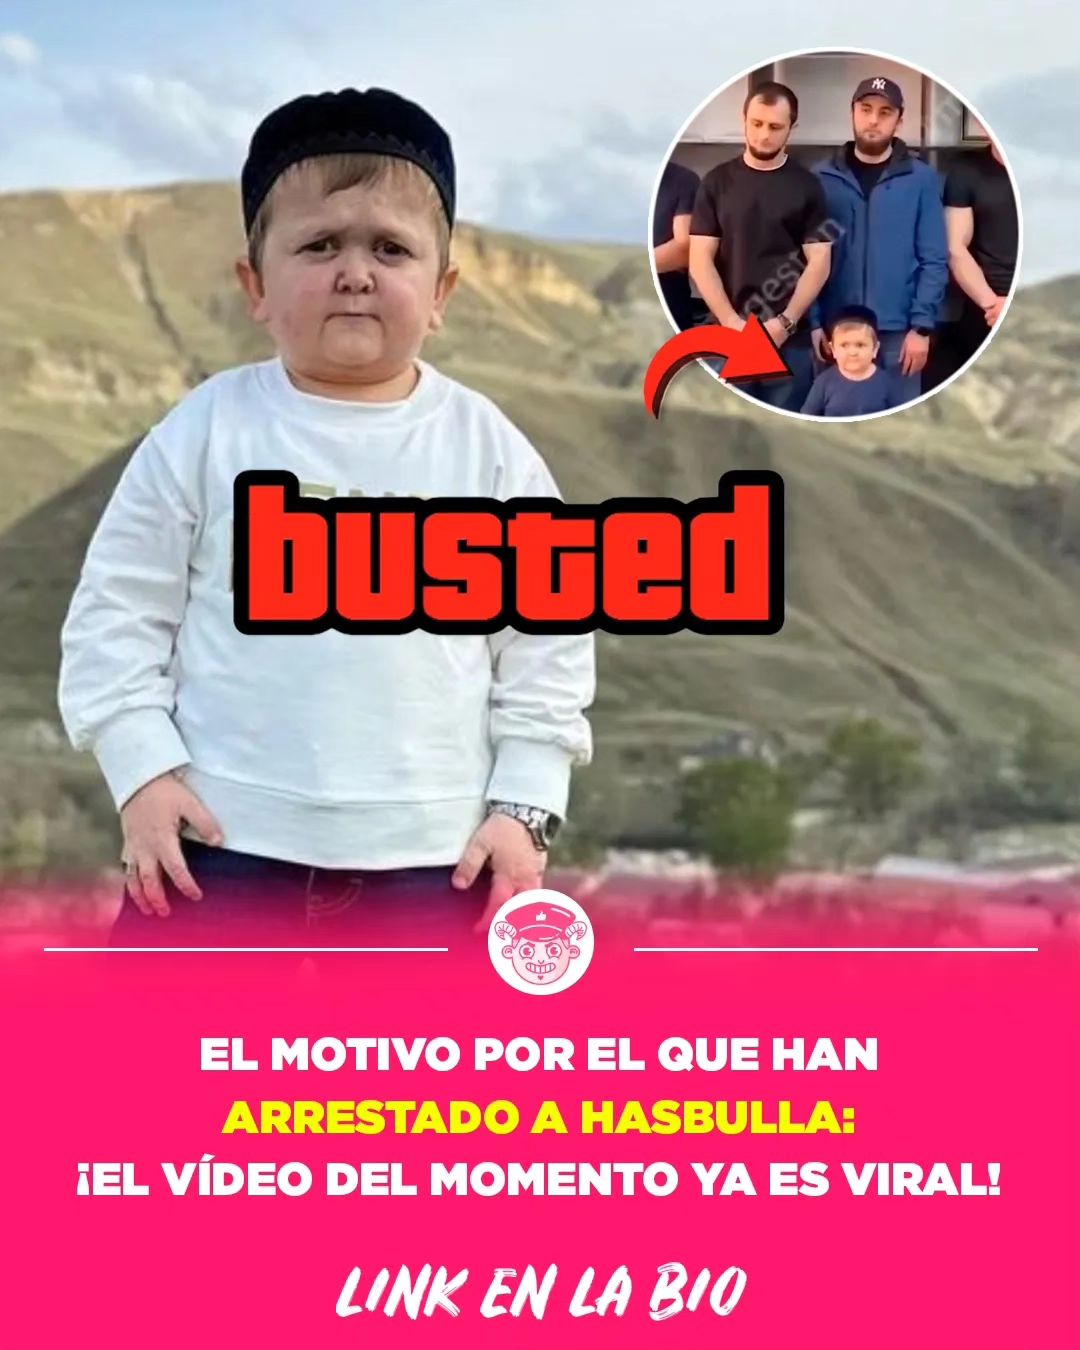 NY
busted
EL MOTIVO POR EL QUE HAN
ARRESTADO A HASBULLA:
¡EL VÍDEO DEL MOMENTO YA ES VIRAL!
LINK EN LA BIO